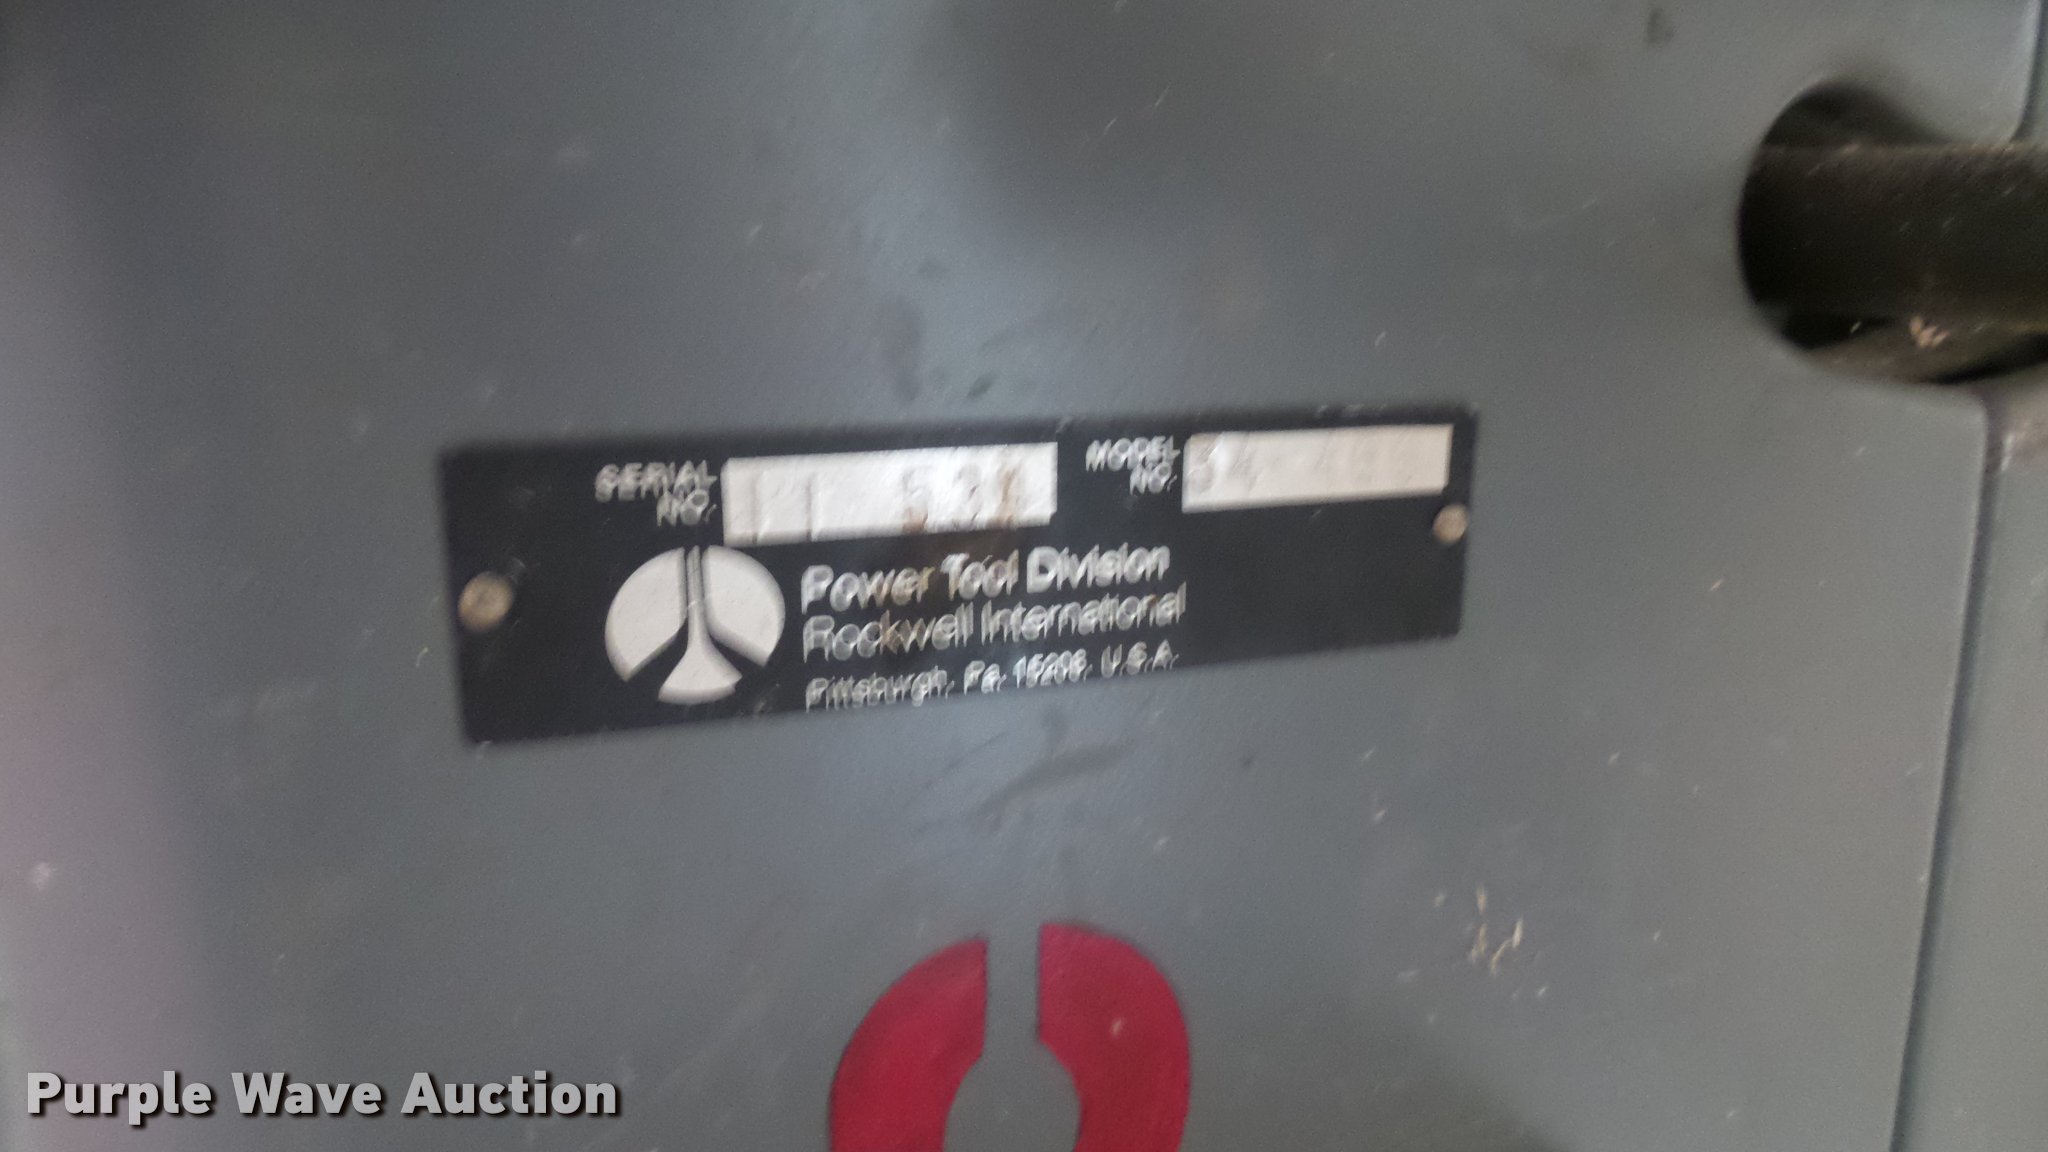 SERIAL NO.
MODEL NO.
Power Tool Division
Rockwell International
Pittsburgh, Pa. 15208, U.S.A.
Purple Wave Auction